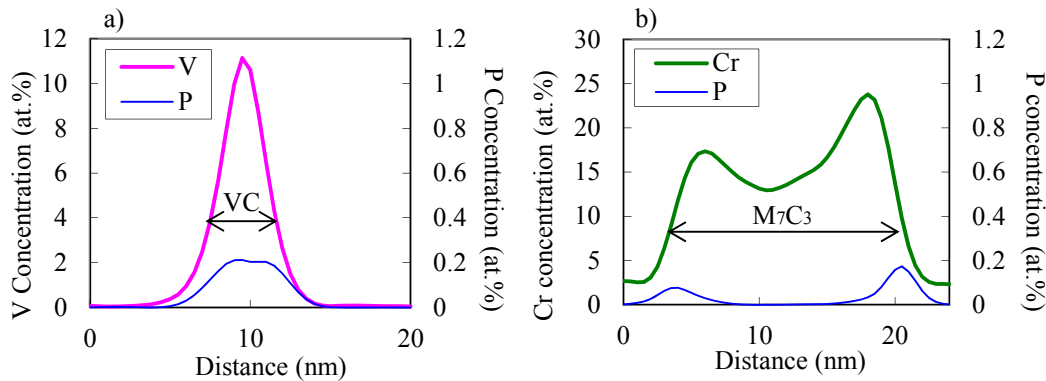 a)
V Concentration (at.%)
12
10
8
6
4
2
0
V
P
VC
1.2
1
0.8
0.6
0.4
0.2
0
P Concentration (at.%)
0
10
20
Distance (nm)
b)
Cr concentration (at.%)
30
25
20
15
10
5
0
Cr
P
M7C3
1.2
1
0.8
0.6
0.4
0.2
0
P concentration (at.%)
0
10
20
Distance (nm)